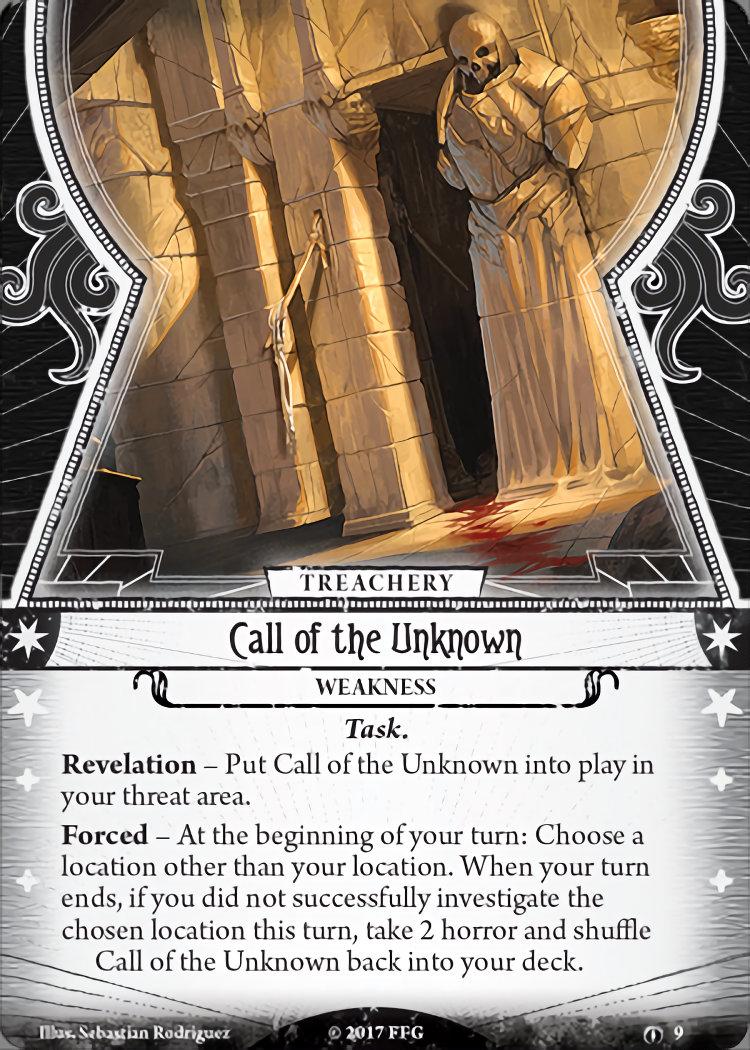 TREACHERY
Call of the Unknown
WEAKNESS
Task.
Revelation – Put Call of the Unknown into play in
your threat area.
Forced – At the beginning of your turn: Choose a
location other than your location. When your turn
ends, if you did not successfully investigate the
chosen location this turn, take 2 horror and shuffle
Call of the Unknown back into your deck.
Illus. Sebastian Rodriguez
© 2017 FFG
9